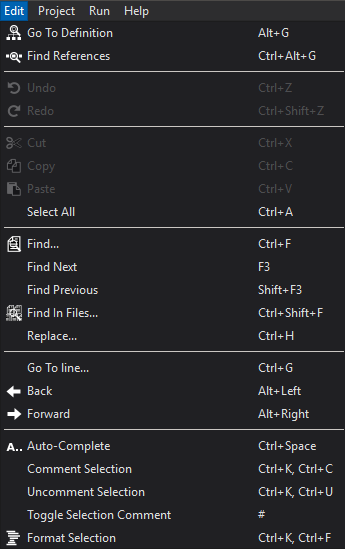 Edit Project Run Help
Go To Definition Alt+G
Find References Ctrl+Alt+G
Undo Ctrl+Z
Redo Ctrl+Shift+Z
Cut Ctrl+X
Copy Ctrl+C
Paste Ctrl+V
Select All Ctrl+A
Find... Ctrl+F
Find Next F3
Find Previous Shift+F3
Find In Files... Ctrl+Shift+F
Replace... Ctrl+H
Go To line... Ctrl+G
Back Alt+Left
Forward Alt+Right
A.. Auto-Complete Ctrl+Space
Comment Selection Ctrl+K, Ctrl+C
Uncomment Selection Ctrl+K, Ctrl+U
Toggle Selection Comment #
Format Selection Ctrl+K, Ctrl+F